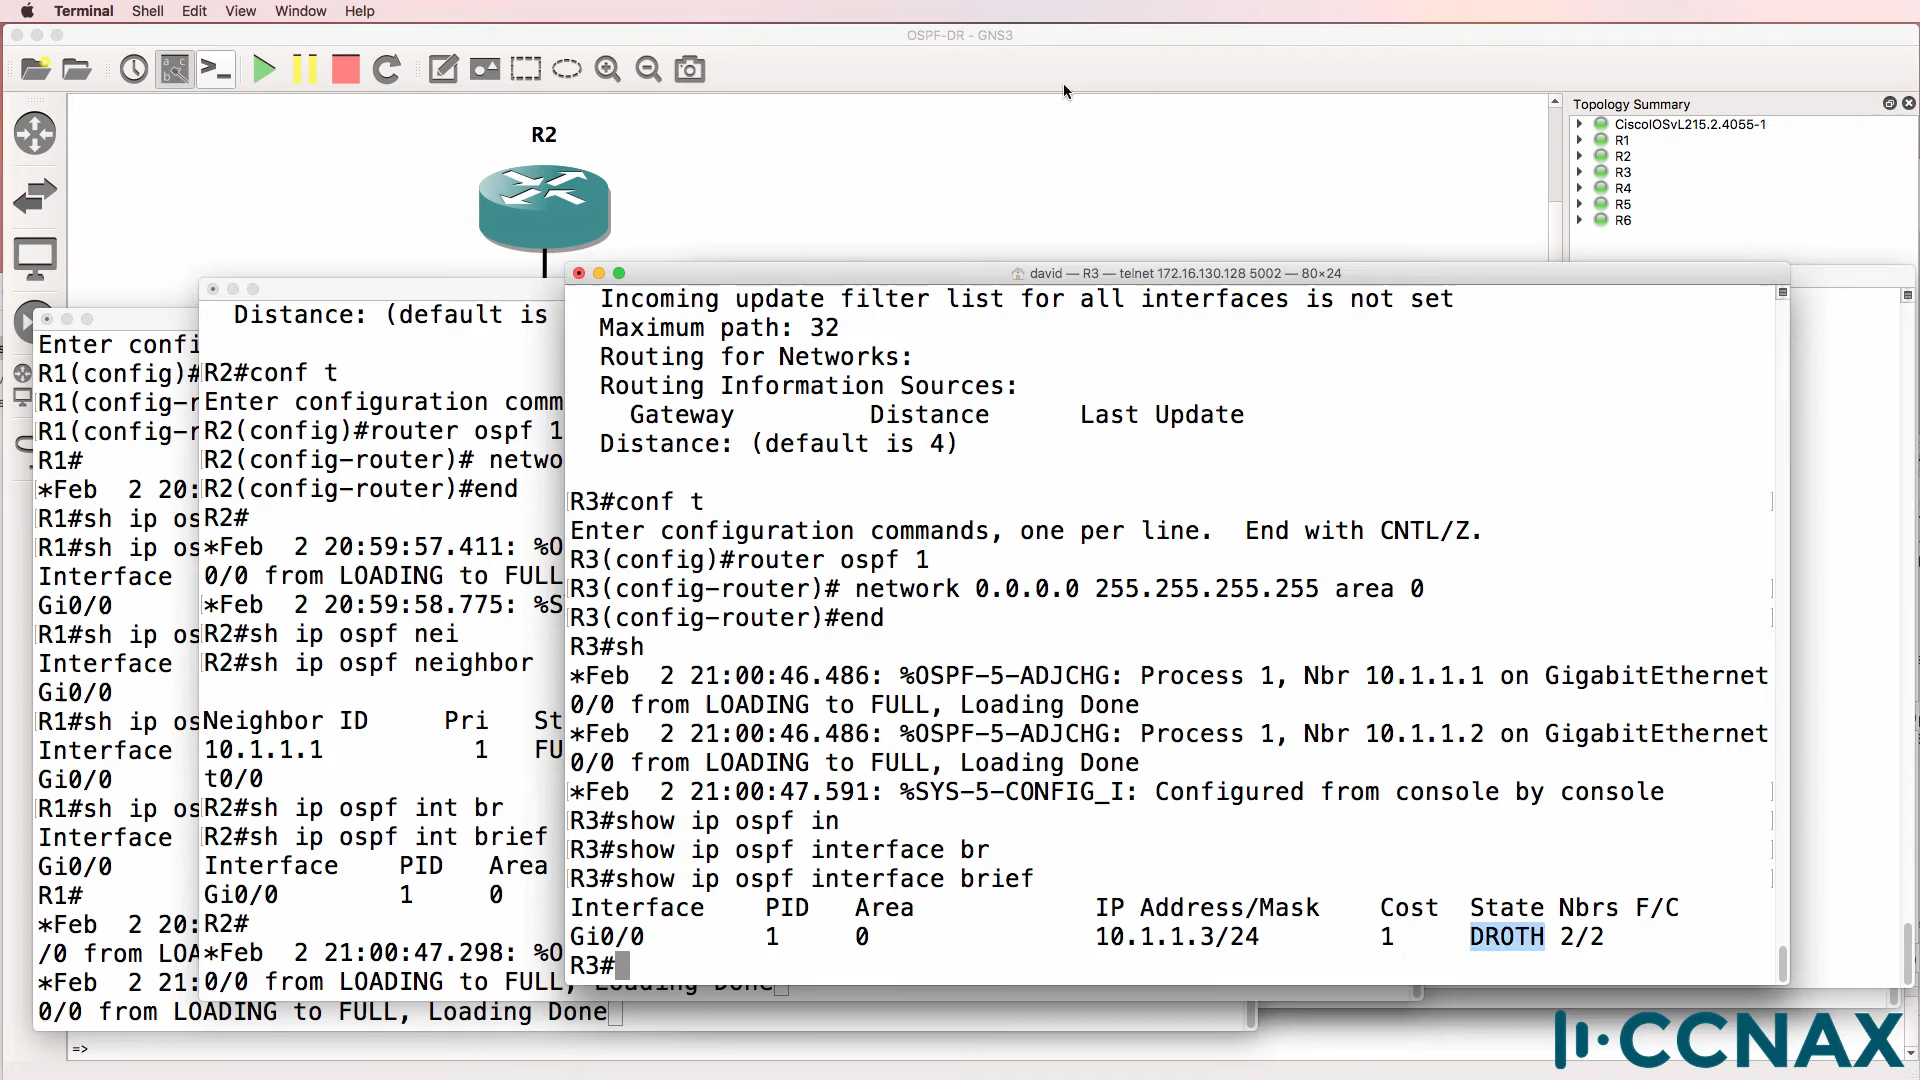 Terminal Shell Edit View Window Help
OSPF-DR - GNS3
R2
Topology Summary
CiscoIOSvL215.2.4055-1
R1
R2
R3
R4
R5
R6
Enter confi
R1(config)#
R1(config-r
R1(config-r
R1#
*Feb  2 20:
R1#sh ip os
R1#sh ip os
Interface
Gi0/0
R1#sh ip os
Interface
Gi0/0
R1#sh ip os
Interface
Gi0/0
R1#sh ip os
Interface
Gi0/0
R1#
*Feb  2 20:
/0 from LOA
*Feb  2 21:
0/0 from LOADING to FULL, Loading Done
=>
Distance: (default is
R2#conf t
Enter configuration comm
R2(config)#router ospf 1
R2(config-router)# netwo
R2(config-router)#end
R2#
*Feb  2 20:59:57.411: %O
0/0 from LOADING to FULL
*Feb  2 20:59:58.775: %S
R2#sh ip ospf nei
R2#sh ip ospf neighbor
Neighbor ID     Pri   St
10.1.1.1          1   FU
t0/0
R2#sh ip ospf int br
R2#sh ip ospf int brief
Interface    PID   Area
Gi0/0        1     0
R2#
*Feb  2 21:00:47.298: %O
0/0 from LOADING to FULL, Loading Done
david — R3 — telnet 172.16.130.128 5002 — 80×24
Incoming update filter list for all interfaces is not set
Maximum path: 32
Routing for Networks:
Routing Information Sources:
Gateway         Distance      Last Update
Distance: (default is 4)
R3#conf t
Enter configuration commands, one per line.  End with CNTL/Z.
R3(config)#router ospf 1
R3(config-router)# network 0.0.0.0 255.255.255.255 area 0
R3(config-router)#end
R3#sh
*Feb  2 21:00:46.486: %OSPF-5-ADJCHG: Process 1, Nbr 10.1.1.1 on GigabitEthernet
0/0 from LOADING to FULL, Loading Done
*Feb  2 21:00:46.486: %OSPF-5-ADJCHG: Process 1, Nbr 10.1.1.2 on GigabitEthernet
0/0 from LOADING to FULL, Loading Done
*Feb  2 21:00:47.591: %SYS-5-CONFIG_I: Configured from console by console
R3#show ip ospf in
R3#show ip ospf interface br
R3#show ip ospf interface brief
Interface    PID   Area            IP Address/Mask    Cost  State Nbrs F/C
Gi0/0        1     0               10.1.1.3/24        1     DROTH 2/2
R3#
CCNAX